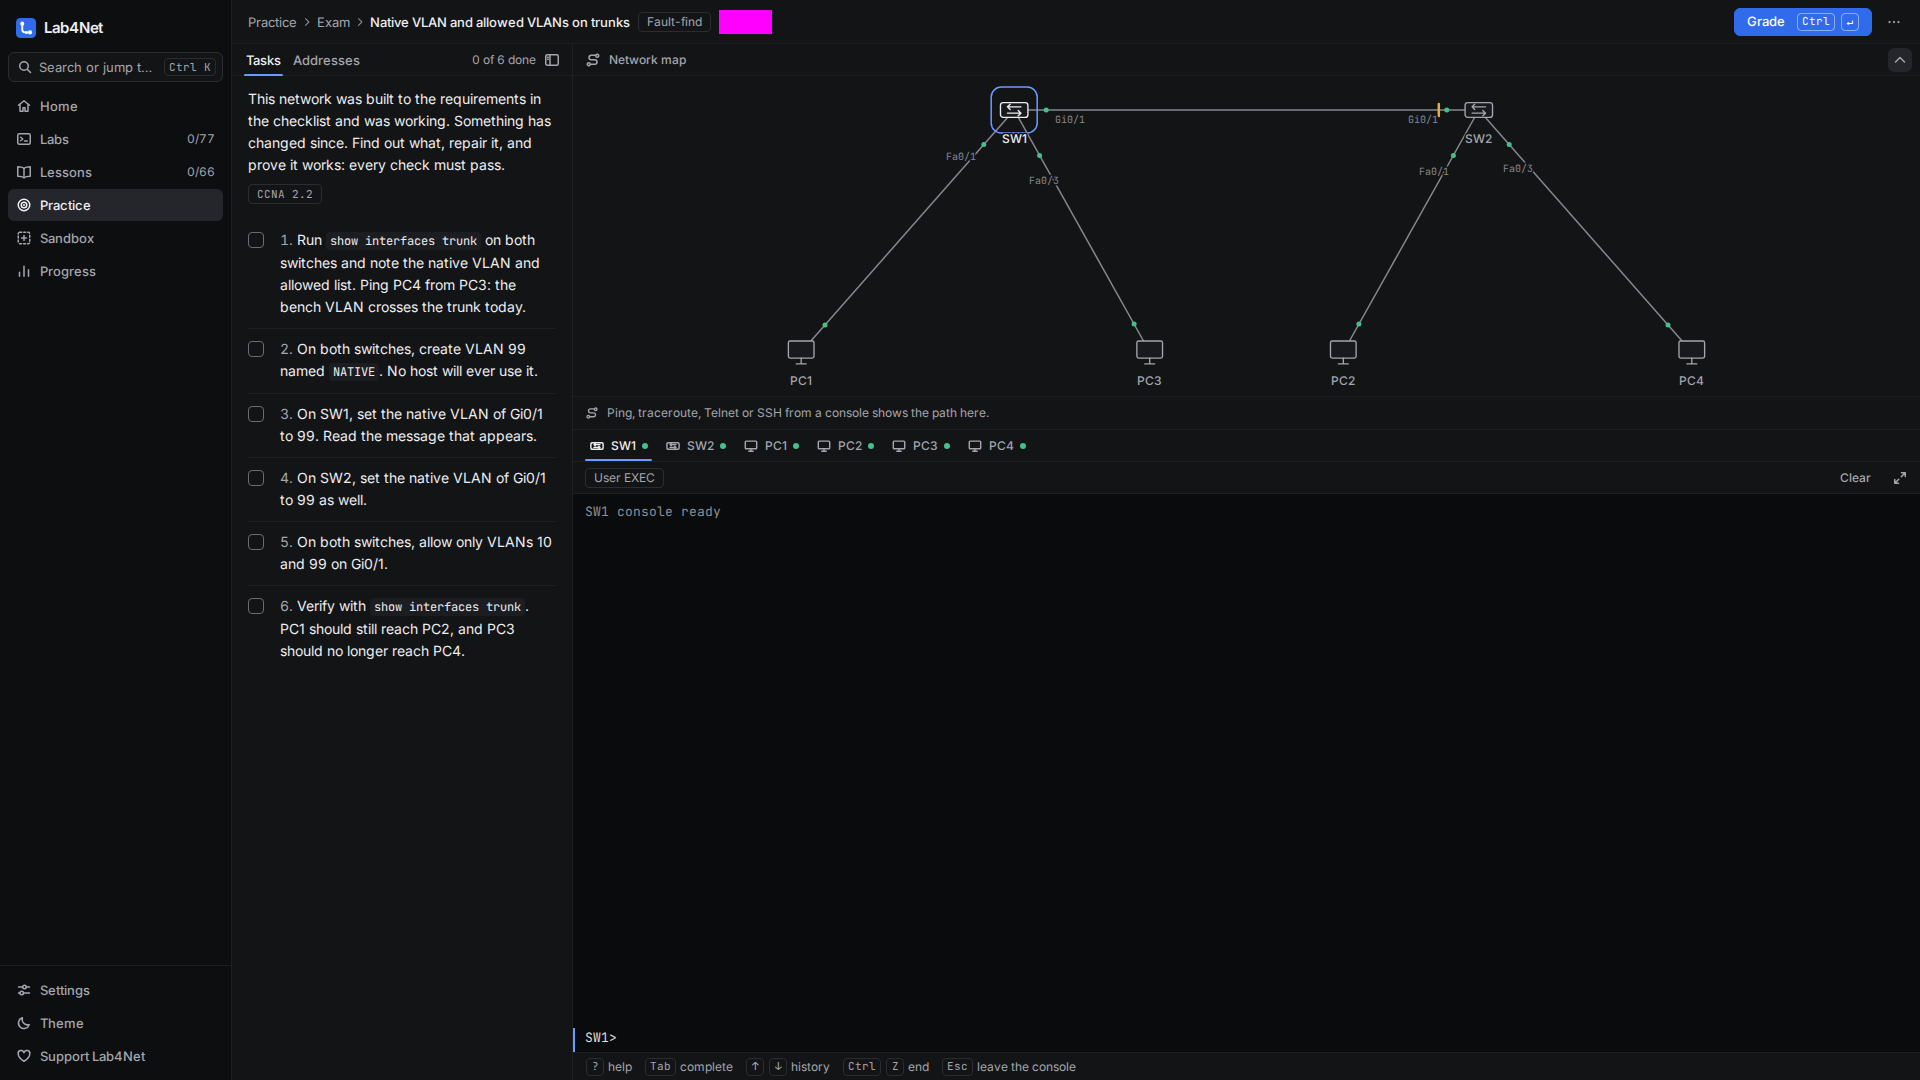 Lab4Net
Search or jump t... Ctrl K
Home
Labs 0/77
Lessons 0/66
Practice
Sandbox
Progress
Settings
Theme
Support Lab4Net
Practice > Exam > Native VLAN and allowed VLANs on trunks Fault-find
Grade Ctrl ↵
Tasks Addresses 0 of 6 done
This network was built to the requirements in
the checklist and was working. Something has
changed since. Find out what, repair it, and
prove it works: every check must pass.
CCNA 2.2
1. Run show interfaces trunk on both
switches and note the native VLAN and
allowed list. Ping PC4 from PC3: the
bench VLAN crosses the trunk today.
2. On both switches, create VLAN 99
named NATIVE. No host will ever use it.
3. On SW1, set the native VLAN of Gi0/1
to 99. Read the message that appears.
4. On SW2, set the native VLAN of Gi0/1
to 99 as well.
5. On both switches, allow only VLANs 10
and 99 on Gi0/1.
6. Verify with show interfaces trunk.
PC1 should still reach PC2, and PC3
should no longer reach PC4.
Network map
Gi0/1 Gi0/1
SW1 SW2
Fa0/1 Fa0/3 Fa0/1 Fa0/3
PC1 PC3 PC2 PC4
Ping, traceroute, Telnet or SSH from a console shows the path here.
SW1 SW2 PC1 PC2 PC3 PC4
User EXEC Clear
SW1 console ready
SW1>
? help Tab complete ↑ ↓ history Ctrl Z end Esc leave the console